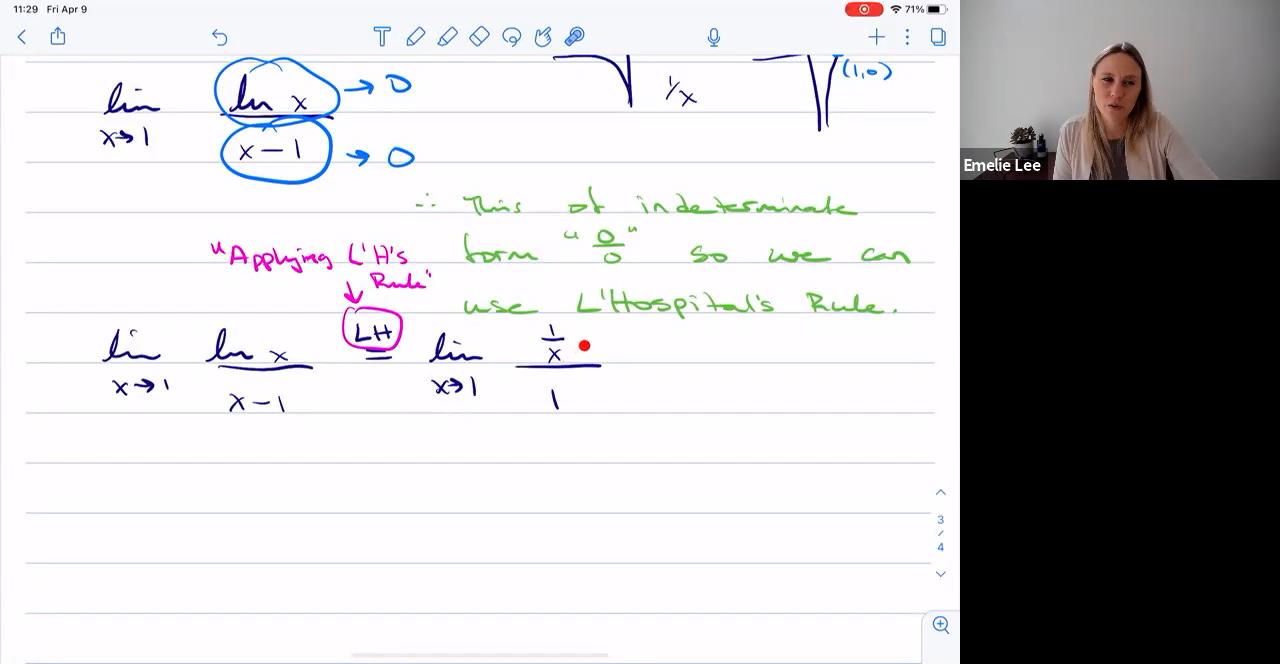 11:29 Fri Apr 9 71%
lim ln x → 0
x→1 x - 1 → 0
1/x
(1,0)
Emelie Lee
∴ This of indeterminate
form "0/0" so we can
use L'Hospital's Rule.
"Applying L'H's
Rule"
↓
lim ln x LH = lim 1/x
x→1 x - 1 x→1 1
3
/
4